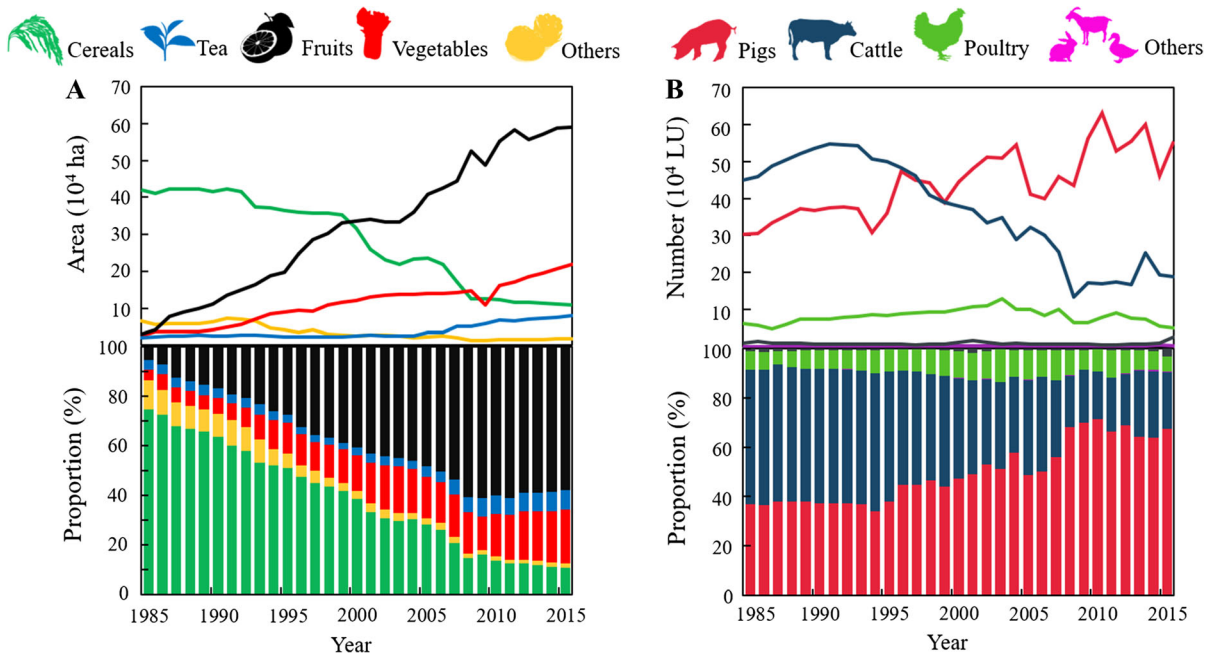 Cereals Tea Fruits Vegetables Others Pigs Cattle Poultry Others
A
Area (10⁴ ha)
70
60
50
40
30
20
10
Proportion (%)
100
80
60
40
20
0
1985 1990 1995 2000 2005 2010 2015
Year
B
Number (10⁴ LU)
70
60
50
40
30
20
10
Proportion (%)
100
80
60
40
20
0
1985 1990 1995 2000 2005 2010 2015
Year